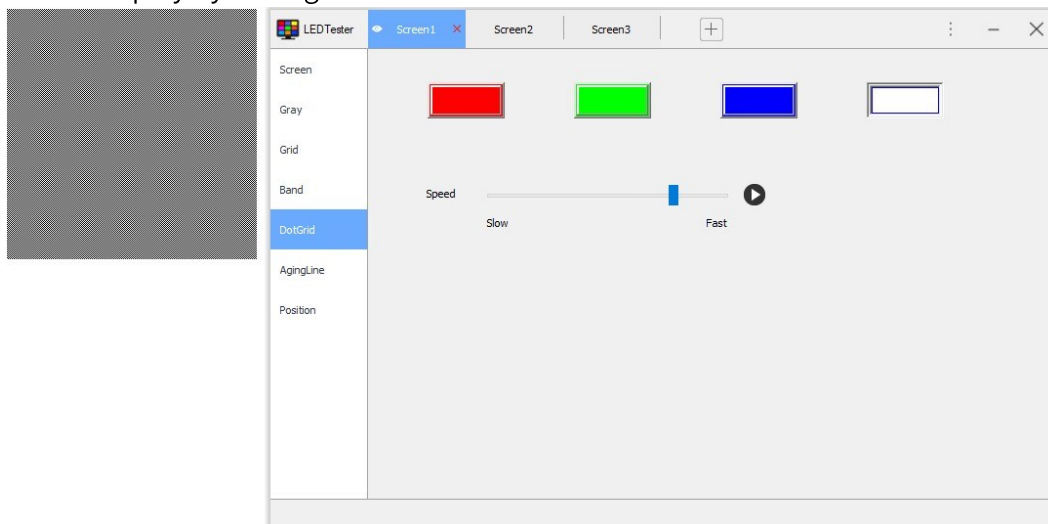 LEDTester
Screen1
Screen2
Screen3
Screen
Gray
Grid
Band
DotGrid
AgingLine
Position
Speed
Slow
Fast